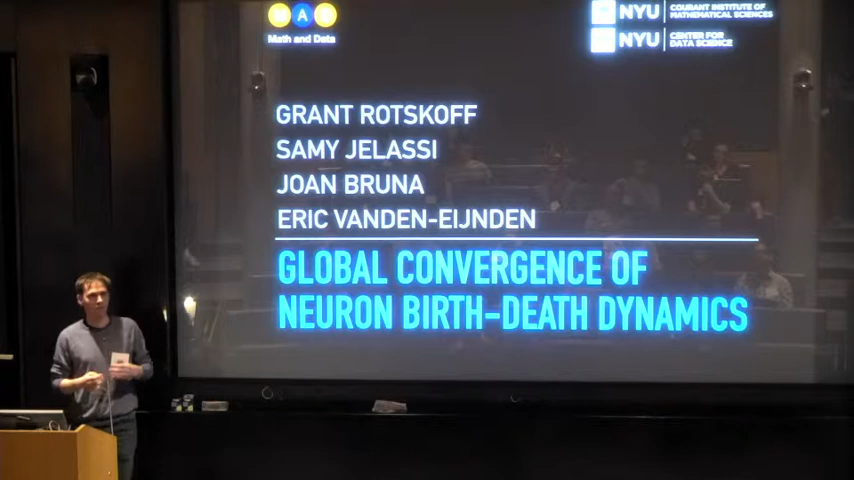 M A D
Math and Data
NYU COURANT INSTITUTE OF
MATHEMATICAL SCIENCES
NYU CENTER FOR
DATA SCIENCE
GRANT ROTSKOFF
SAMY JELASSI
JOAN BRUNA
ERIC VANDEN-EIJNDEN
GLOBAL CONVERGENCE OF
NEURON BIRTH-DEATH DYNAMICS